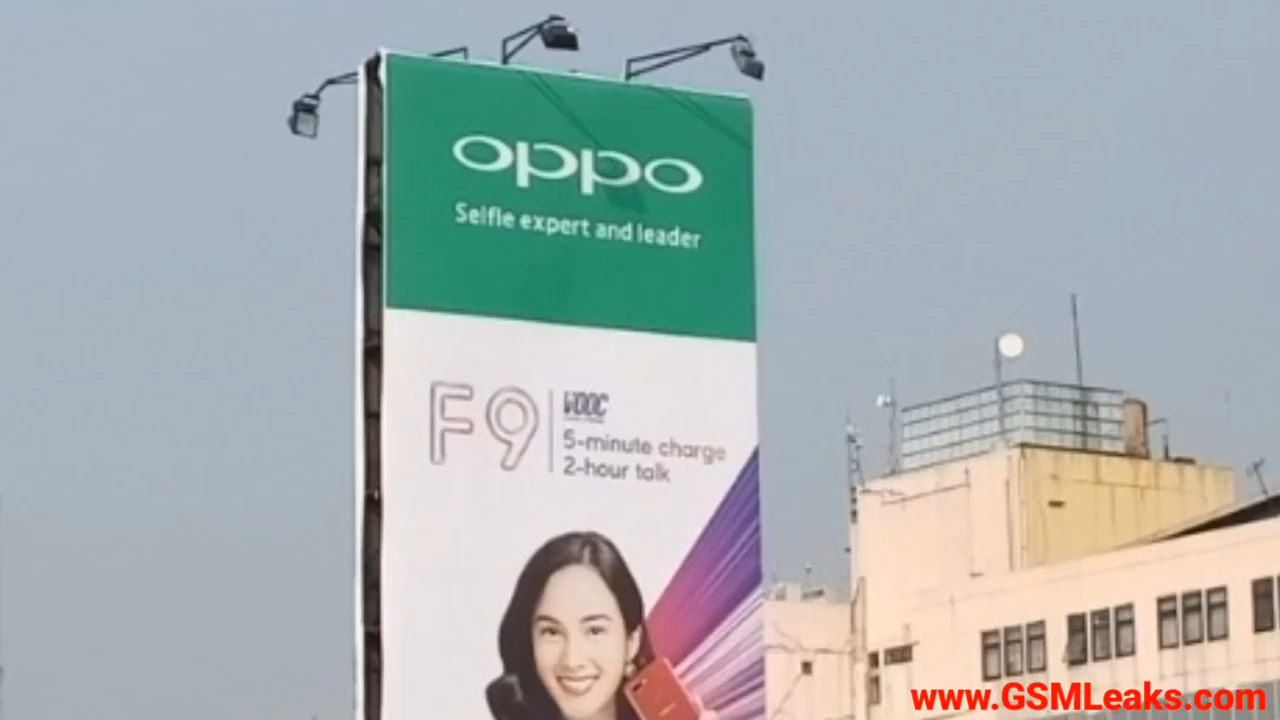 oppo
Selfie expert and leader
F9
VOOC
5-minute charge
2-hour talk
www.GSMLeaks.com